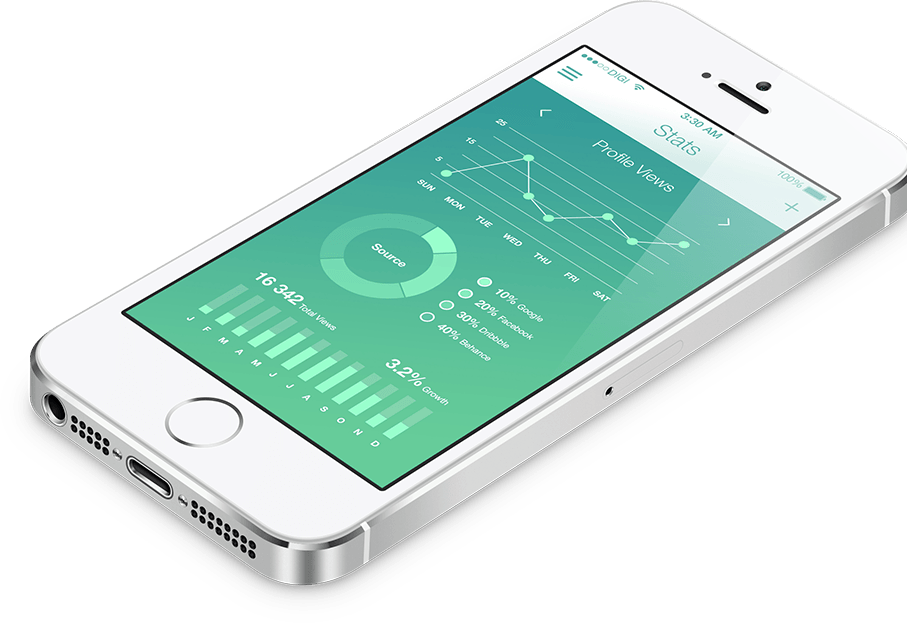 DIGI
3:30 AM
100%
Stats
Profile Views
25
15
5
SUN MON TUE WED THU FRI SAT
Source
10% Google
20% Facebook
30% Dribbble
40% Behance
16 342 Total Views
3.2% Growth
J F M A M J J A S O N D